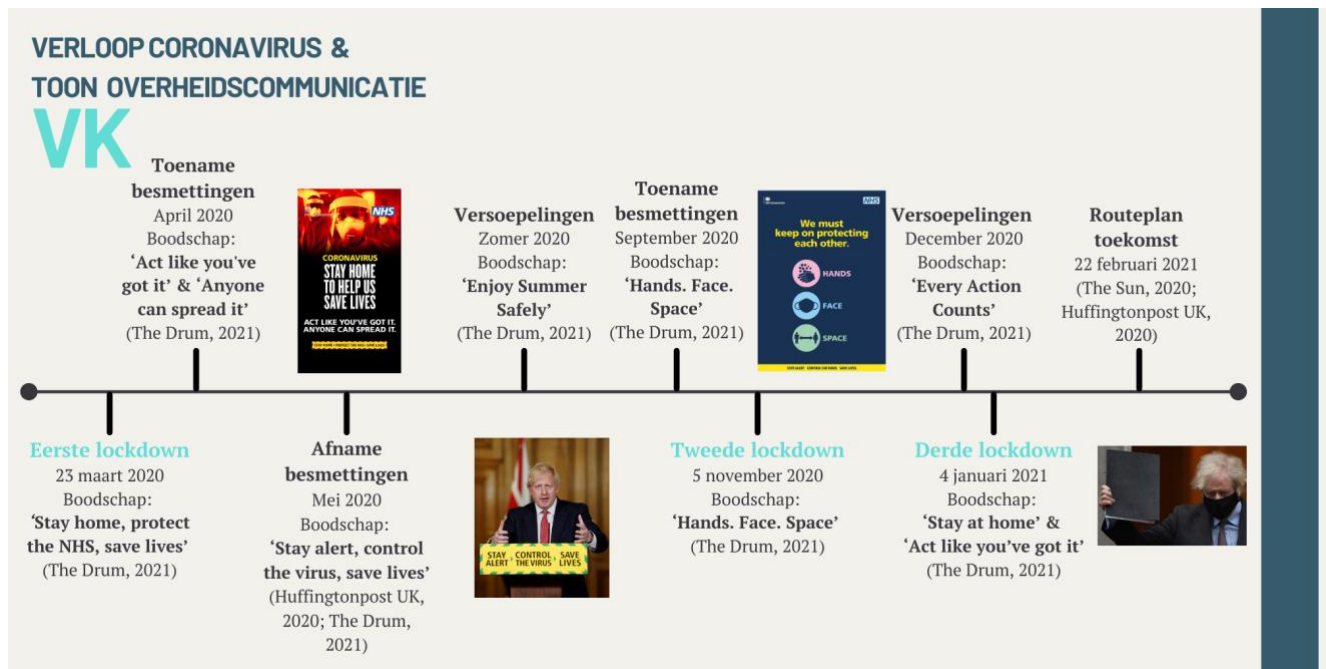 VERLOOP CORONAVIRUS &
TOON OVERHEIDSCOMMUNICATIE
VK
Toename
besmettingen
April 2020
Boodschap:
‘Act like you've
got it’ & ‘Anyone
can spread it’
(The Drum, 2021)
NHS
CORONAVIRUS
STAY HOME
TO HELP US
SAVE LIVES
ACT LIKE YOU’VE GOT IT.
ANYONE CAN SPREAD IT.
Versoepelingen
Zomer 2020
Boodschap:
‘Enjoy Summer
Safely’
(The Drum, 2021)
Toename
besmettingen
September 2020
Boodschap:
‘Hands. Face.
Space’
(The Drum, 2021)
NHS
We must
keep on protecting
each other.
HANDS
FACE
SPACE
STAY ALERT CONTROL THE VIRUS SAVE LIVES
Versoepelingen
December 2020
Boodschap:
‘Every Action
Counts’
(The Drum, 2021)
Routeplan
toekomst
22 februari 2021
(The Sun, 2020;
Huffingtonpost UK,
2020)
Eerste lockdown
23 maart 2020
Boodschap:
‘Stay home, protect
the NHS, save lives’
(The Drum, 2021)
Afname
besmettingen
Mei 2020
Boodschap:
‘Stay alert, control
the virus, save lives’
(Huffingtonpost UK,
2020; The Drum,
2021)
STAY CONTROL SAVE
ALERT THE VIRUS LIVES
Tweede lockdown
5 november 2020
Boodschap:
‘Hands. Face. Space’
(The Drum, 2021)
Derde lockdown
4 januari 2021
Boodschap:
‘Stay at home’ &
‘Act like you’ve got it’
(The Drum, 2021)